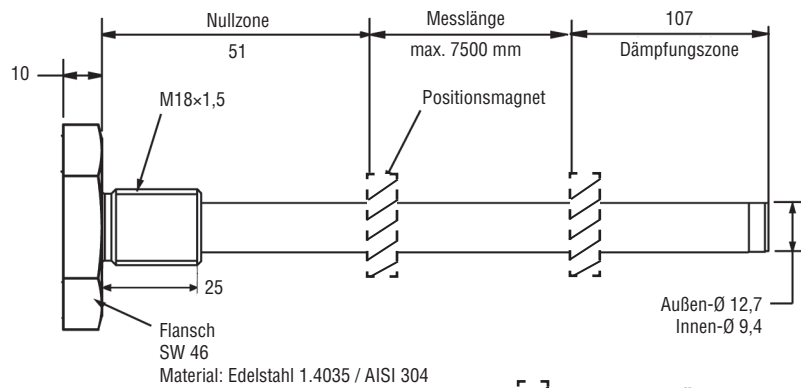 Nullzone
Messlänge
107
51
max. 7500 mm
Dämpfungszone
10
M18×1,5
Positionsmagnet
25
Außen-Ø 12,7
Innen-Ø 9,4
Flansch
SW 46
Material: Edelstahl 1.4035 / AISI 304